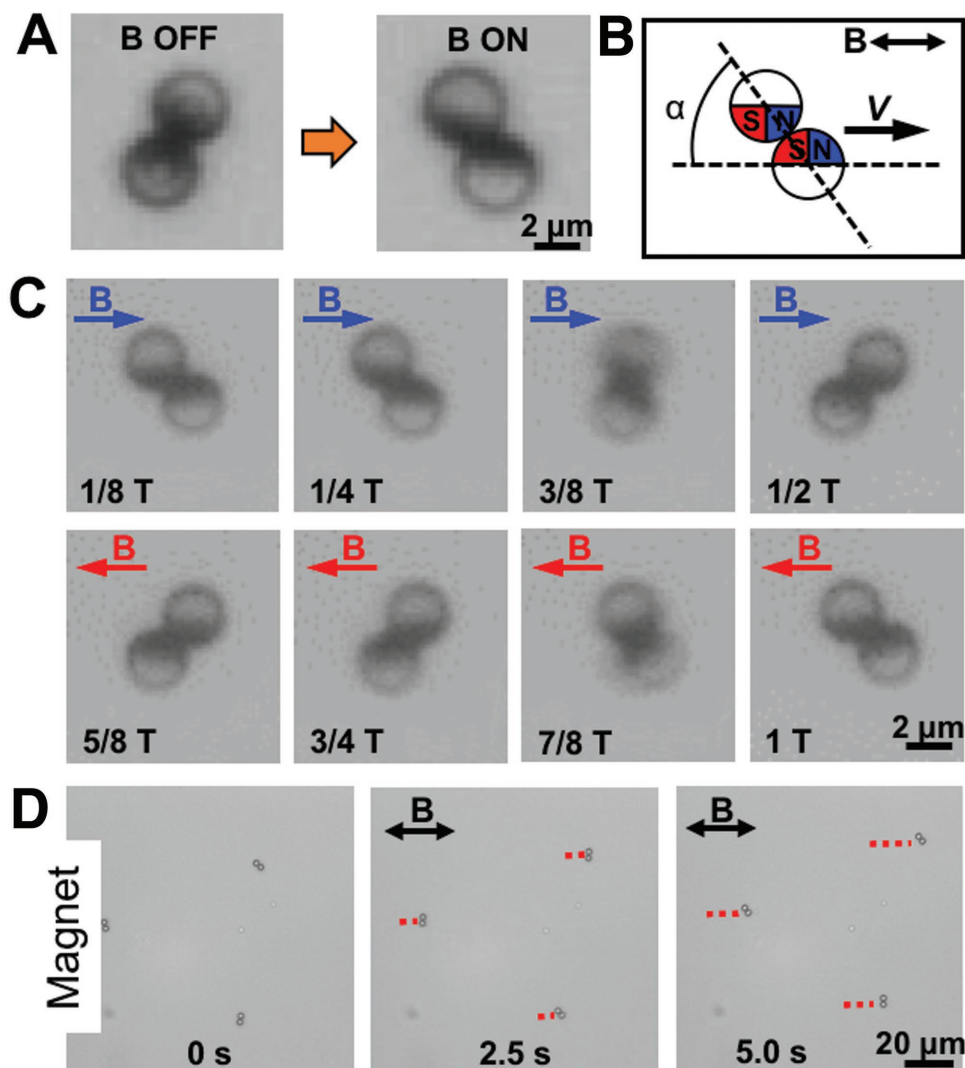 A
B OFF
B ON
2 µm
B
B
α
S
N
S
N
V
C
B
1/8 T
B
1/4 T
B
3/8 T
B
1/2 T
B
5/8 T
B
3/4 T
B
7/8 T
B
1 T
2 µm
D
Magnet
0 s
B
2.5 s
B
5.0 s
20 µm